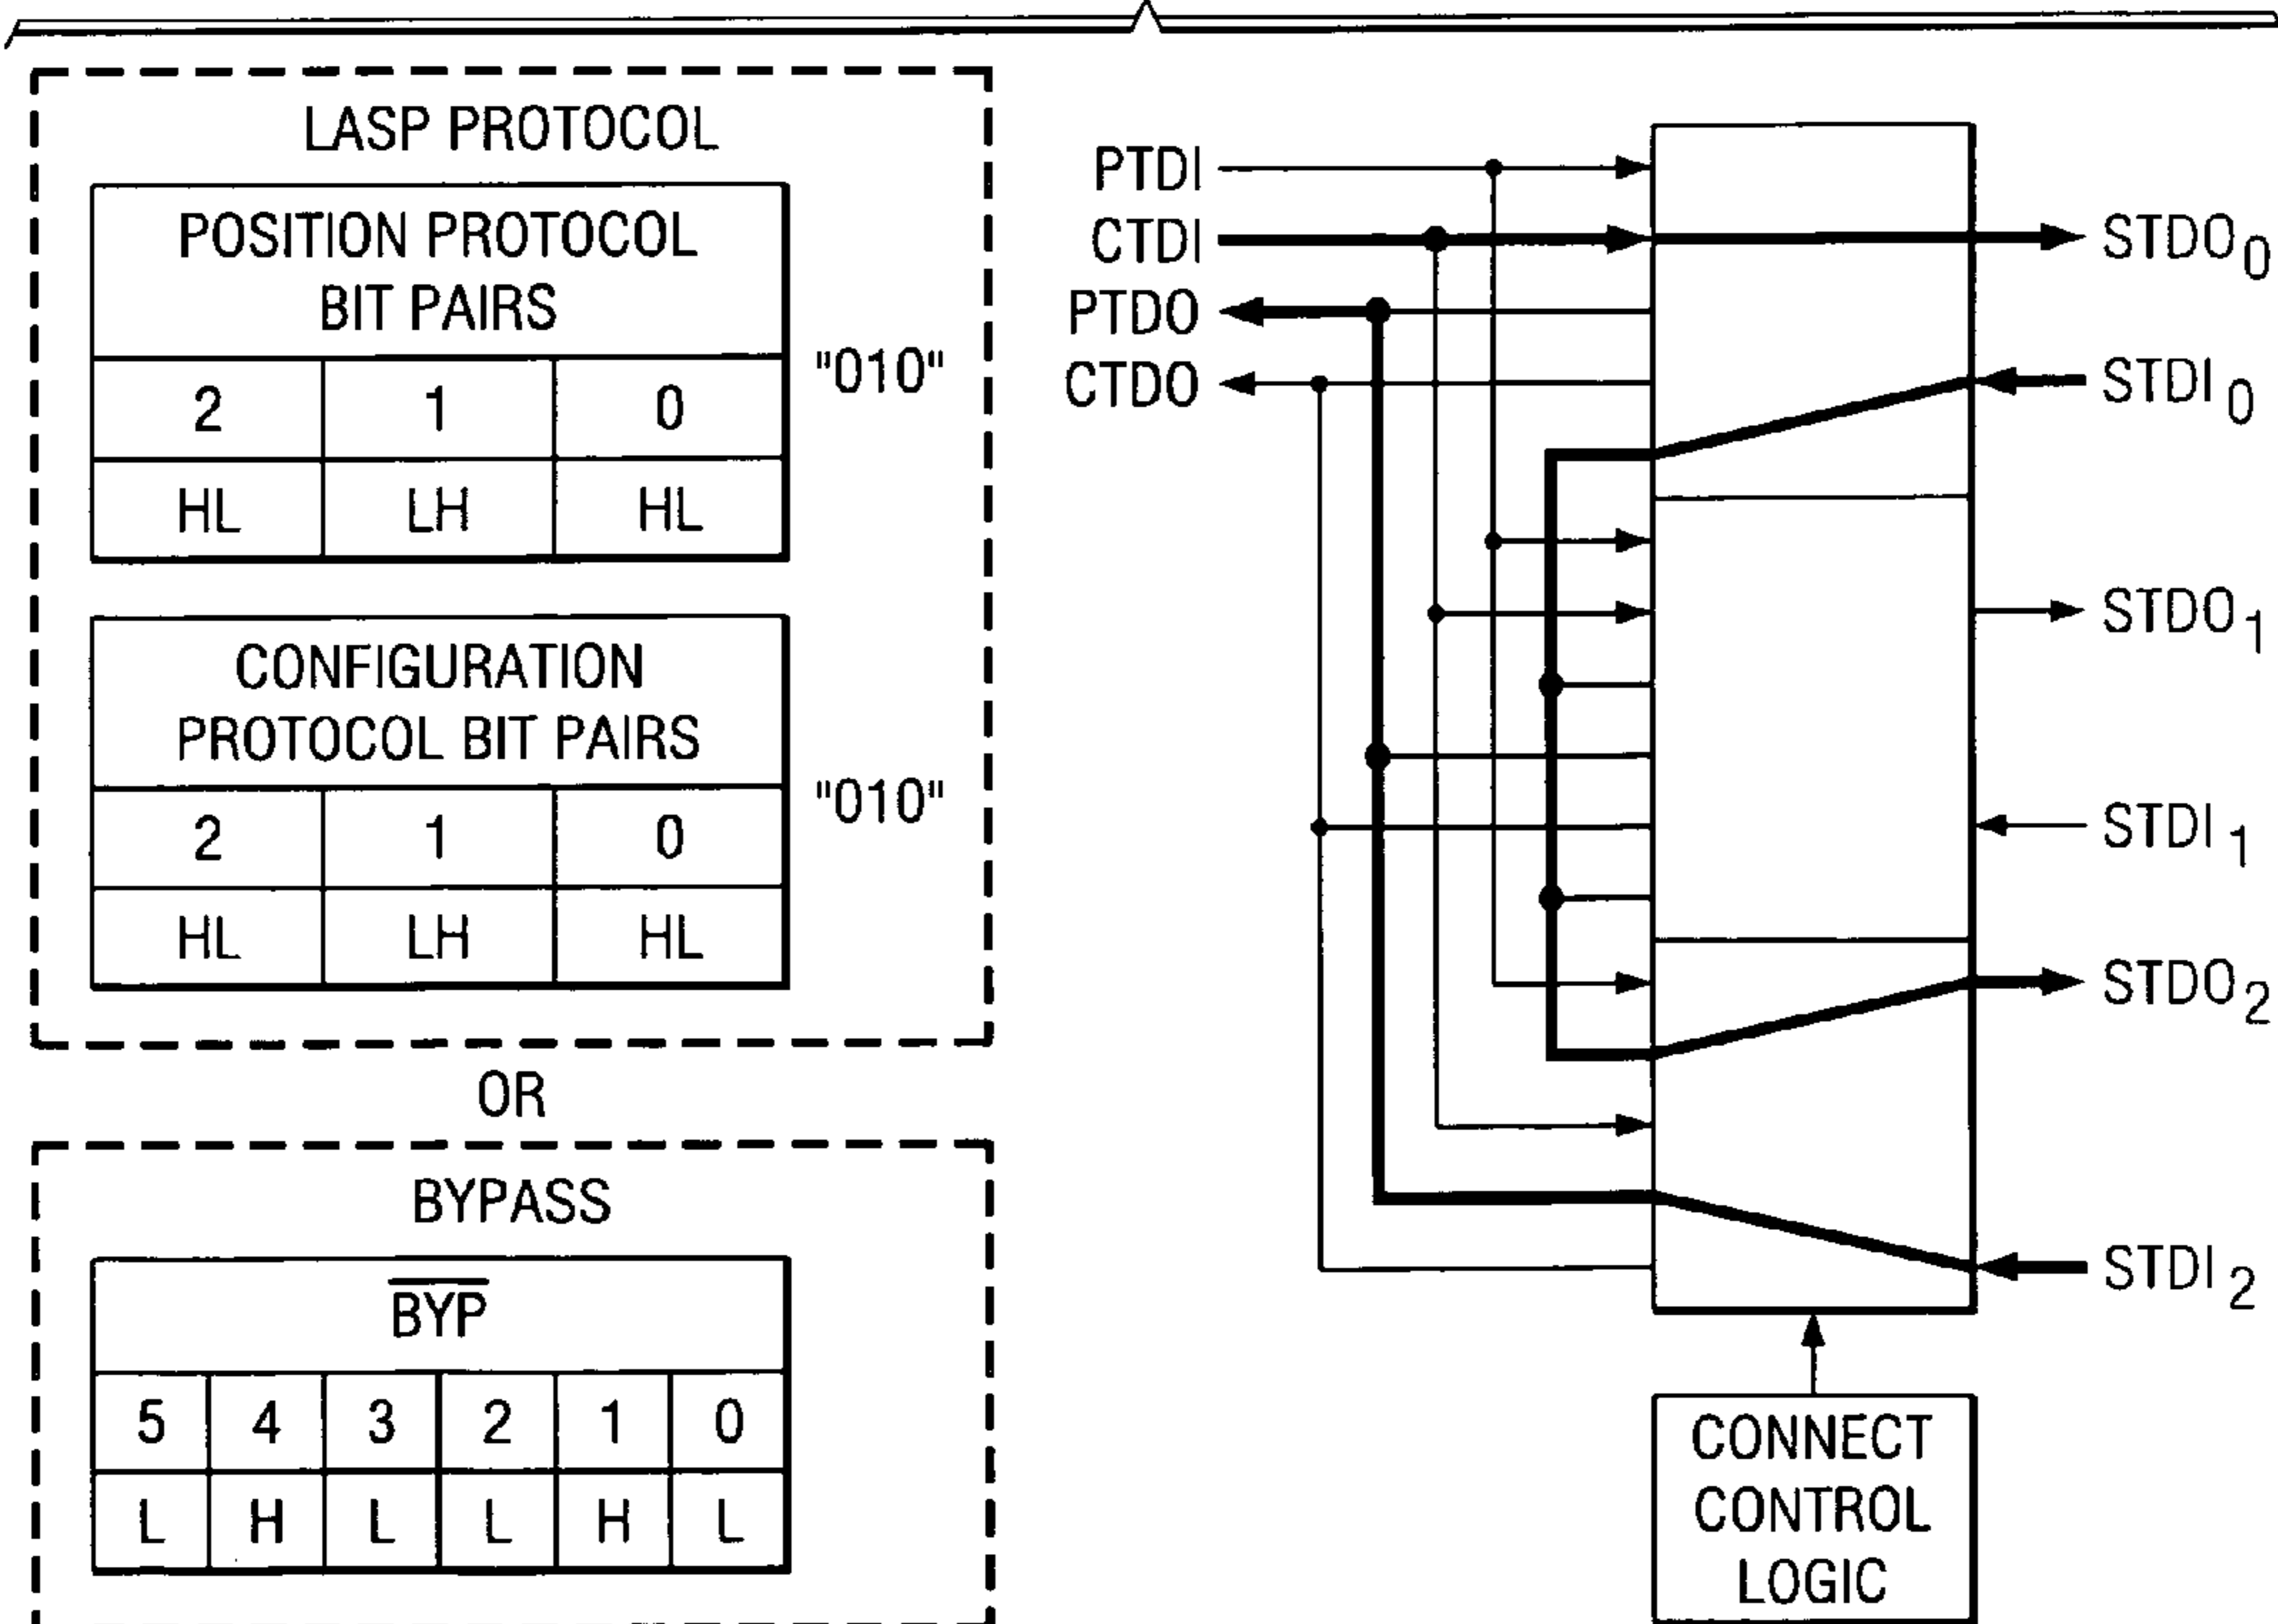 LASP PROTOCOL
POSITION PROTOCOL
BIT PAIRS
2 1 0
HL LH HL
"010"
CONFIGURATION
PROTOCOL BIT PAIRS
2 1 0
HL LH HL
"010"
OR
BYPASS
BYP
5 4 3 2 1 0
L H L L H L
PTDI
CTDI
PTDO
CTDO
STDO0
STDI0
STDO1
STDI1
STDO2
STDI2
CONNECT
CONTROL
LOGIC